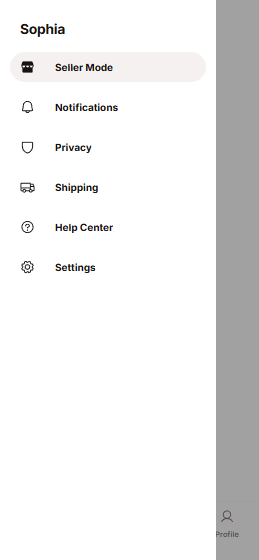 Sophia
Seller Mode
Notifications
Privacy
Shipping
Help Center
Settings
Profile